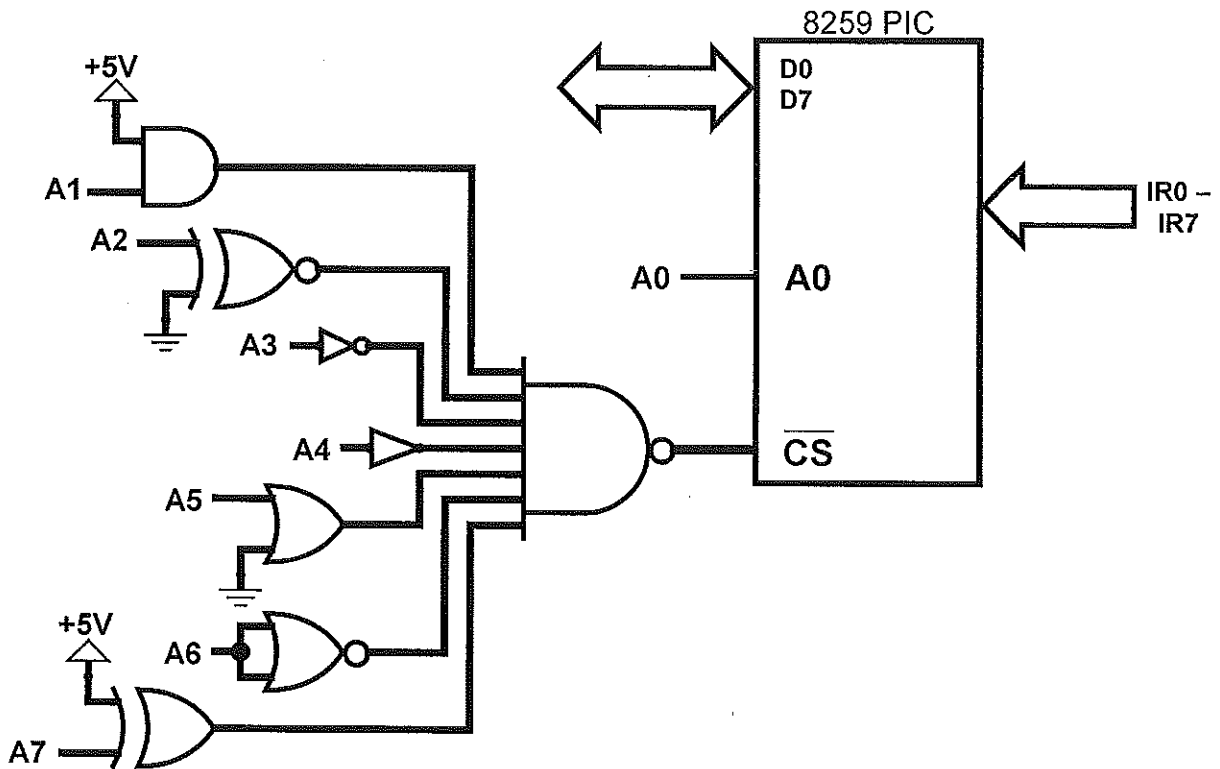 8259 PIC
+5V
D0
D7
A1
IR0 –
IR7
A2
A0
A0
A3
A4
CS
A5
+5V
A6
A7